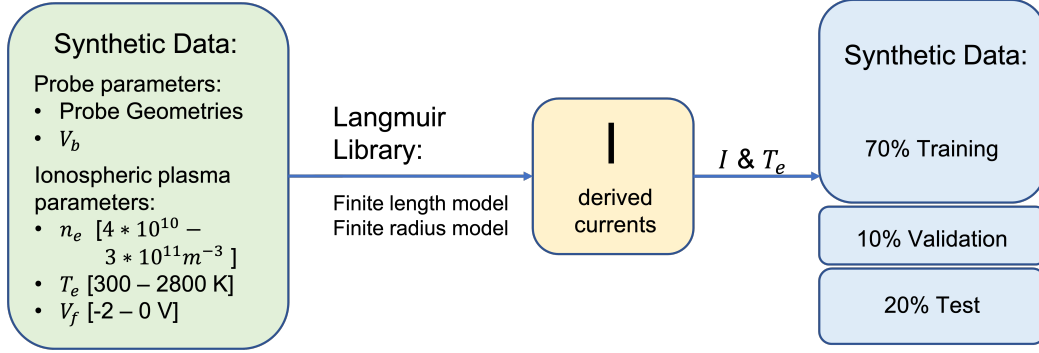 Synthetic Data:
Probe parameters:
• Probe Geometries
• V_b
Ionospheric plasma
parameters:
• n_e [4 * 10^10 −
3 * 10^11 m^−3 ]
• T_e [300 – 2800 K]
• V_f [-2 – 0 V]
Langmuir
Library:
Finite length model
Finite radius model
I
derived
currents
I & T_e
Synthetic Data:
70% Training
10% Validation
20% Test